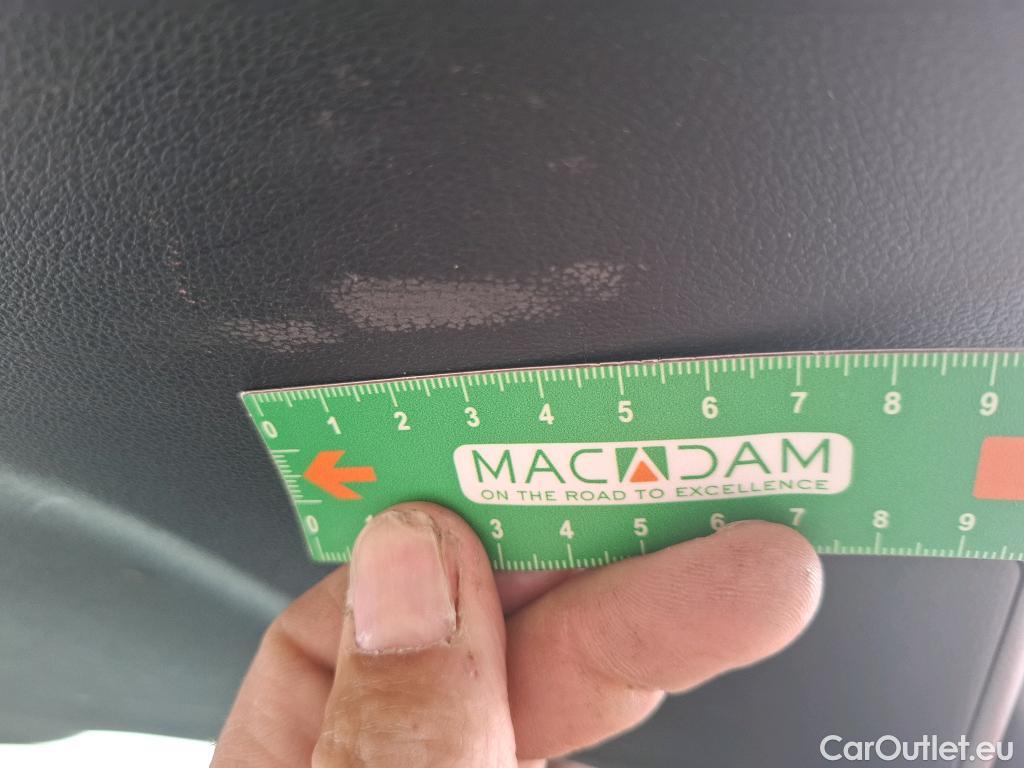 0 1 2 3 4 5 6 7 8 9
MACADAM
ON THE ROAD TO EXCELLENCE
0 1 3 4 5 6 7 8 9
CarOutlet.eu